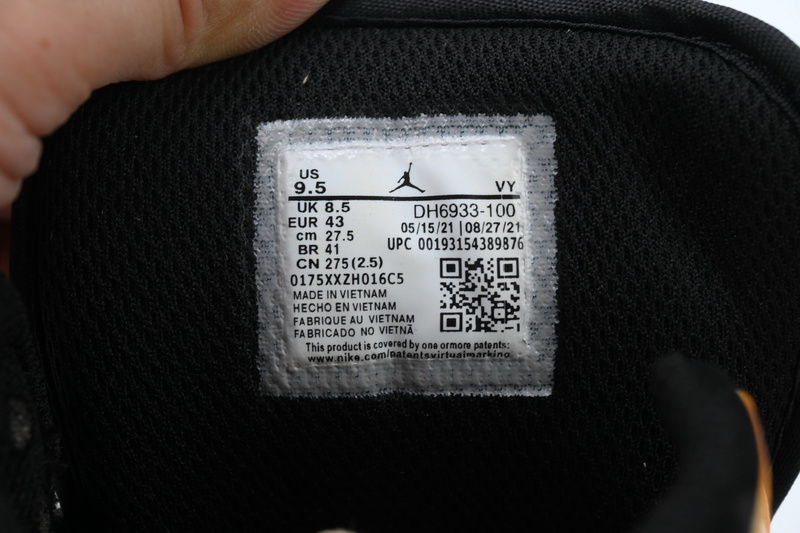 US
9.5 VY
UK 8.5 DH6933-100
EUR 43 05/15/21 | 08/27/21
cm 27.5 UPC 00193154389876
BR 41
CN 275(2.5)
0175XXZH016C5
MADE IN VIETNAM
HECHO EN VIETNAM
FABRIQUE AU VIETNAM
FABRICADO NO VIETNÃ
This product is covered by one ormore patents:
www.nike.com/patentsvirtualmarking